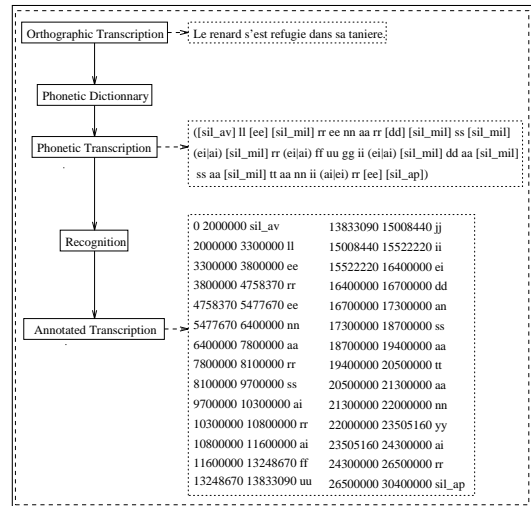 Orthographic Transcription
Le renard s'est refugie dans sa taniere.
Phonetic Dictionnary
Phonetic Transcription
([sil_av] ll [ee] [sil_mil] rr ee nn aa rr [dd] [sil_mil] ss [sil_mil]
(ei|ai) [sil_mil] rr (ei|ai) ff uu gg ii (ei|ai) [sil_mil] dd aa [sil_mil]
ss aa [sil_mil] tt aa nn ii (ai|ei) rr [ee] [sil_ap])
Recognition
Annotated Transcription
0 2000000 sil_av
2000000 3300000 ll
3300000 3800000 ee
3800000 4758370 rr
4758370 5477670 ee
5477670 6400000 nn
6400000 7800000 aa
7800000 8100000 rr
8100000 9700000 ss
9700000 10300000 ai
10300000 10800000 rr
10800000 11600000 ai
11600000 13248670 ff
13248670 13833090 uu
13833090 15008440 jj
15008440 15522220 ii
15522220 16400000 ei
16400000 16700000 dd
16700000 17300000 an
17300000 18700000 ss
18700000 19400000 aa
19400000 20500000 tt
20500000 21300000 aa
21300000 22000000 nn
22000000 23505160 yy
23505160 24300000 ai
24300000 26500000 rr
26500000 30400000 sil_ap